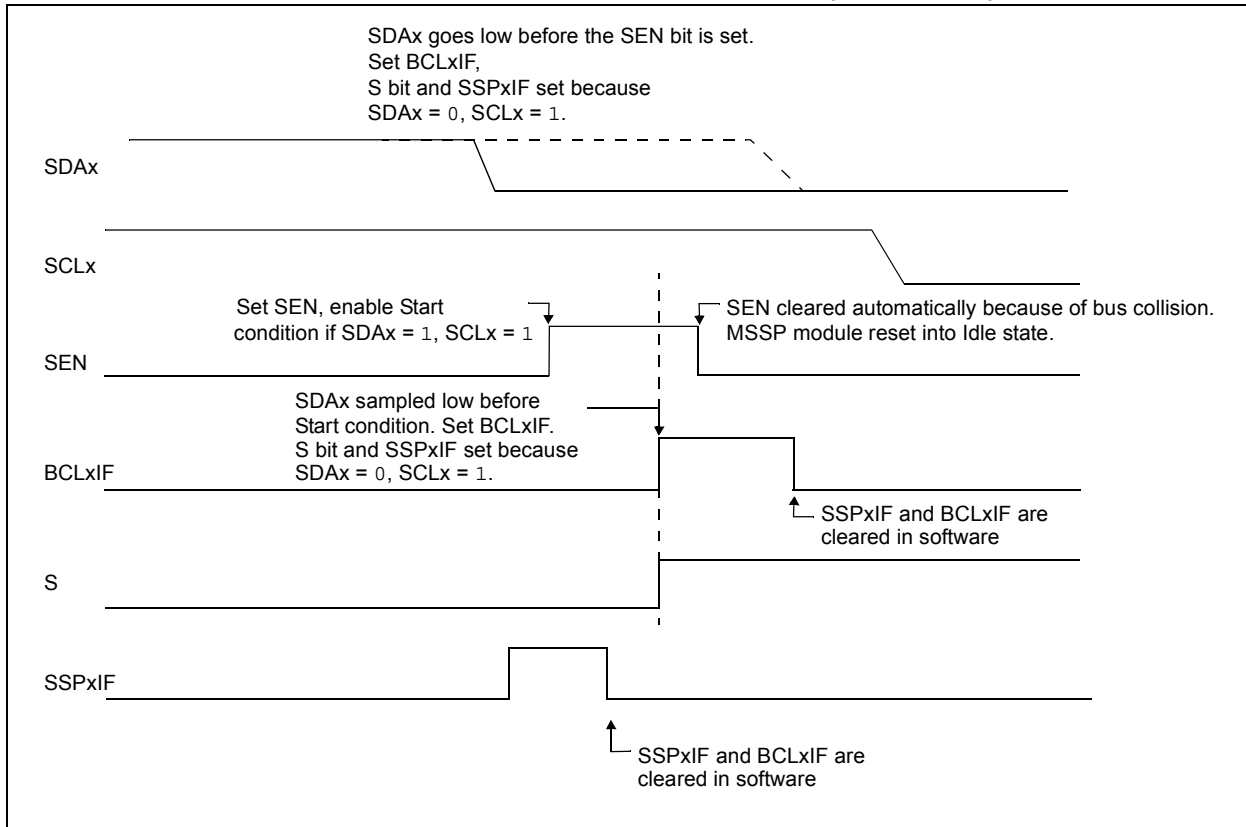 SDAx goes low before the SEN bit is set.
Set BCLxIF,
S bit and SSPxIF set because
SDAx = 0, SCLx = 1.
SDAx
SCLx
Set SEN, enable Start
condition if SDAx = 1, SCLx = 1
SEN cleared automatically because of bus collision.
MSSP module reset into Idle state.
SEN
SDAx sampled low before
Start condition. Set BCLxIF.
S bit and SSPxIF set because
SDAx = 0, SCLx = 1.
BCLxIF
SSPxIF and BCLxIF are
cleared in software
S
SSPxIF
SSPxIF and BCLxIF are
cleared in software